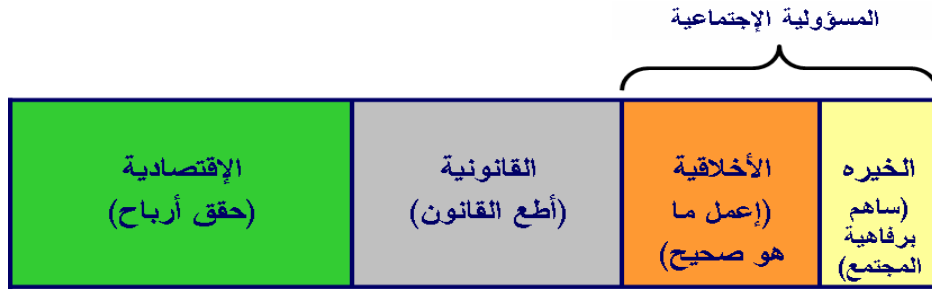 المسؤولية الإجتماعية
الخيره
(ساهم
برفاهية
المجتمع)
الأخلاقية
(إعمل ما
هو صحيح)
القانونية
(أطع القانون)
الإقتصادية
(حقق أرباح)